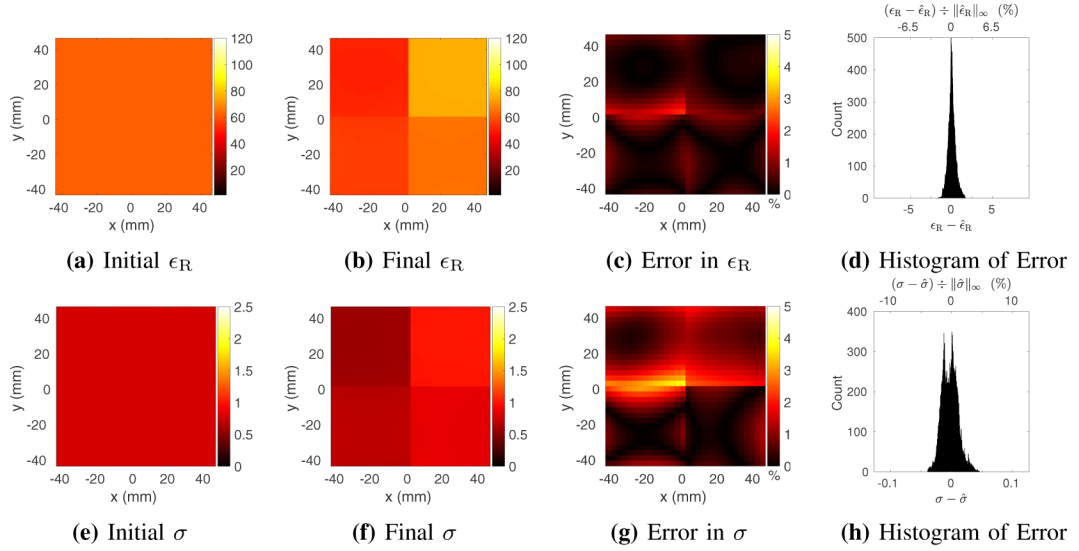 (ϵ_R − ϵ̂_R) ÷ ‖ϵ̂_R‖_∞ (%)
-6.5 0 6.5
40 20 0 -20 -40
y (mm)
-40 -20 0 20 40
x (mm)
120 100 80 60 40 20
40 20 0 -20 -40
y (mm)
-40 -20 0 20 40
x (mm)
120 100 80 60 40 20
40 20 0 -20 -40
y (mm)
-40 -20 0 20 40
x (mm)
5 4 3 2 1 0
%
500 400 300 200 100 0
Count
-5 0 5
ϵ_R − ϵ̂_R
(a) Initial ϵ_R
(b) Final ϵ_R
(c) Error in ϵ_R
(d) Histogram of Error
(σ − σ̂) ÷ ‖σ̂‖_∞ (%)
-10 0 10
40 20 0 -20 -40
y (mm)
-40 -20 0 20 40
x (mm)
2.5 2 1.5 1 0.5 0
40 20 0 -20 -40
y (mm)
-40 -20 0 20 40
x (mm)
2.5 2 1.5 1 0.5 0
40 20 0 -20 -40
y (mm)
-40 -20 0 20 40
x (mm)
5 4 3 2 1 0
%
400 300 200 100 0
Count
-0.1 0 0.1
σ − σ̂
(e) Initial σ
(f) Final σ
(g) Error in σ
(h) Histogram of Error